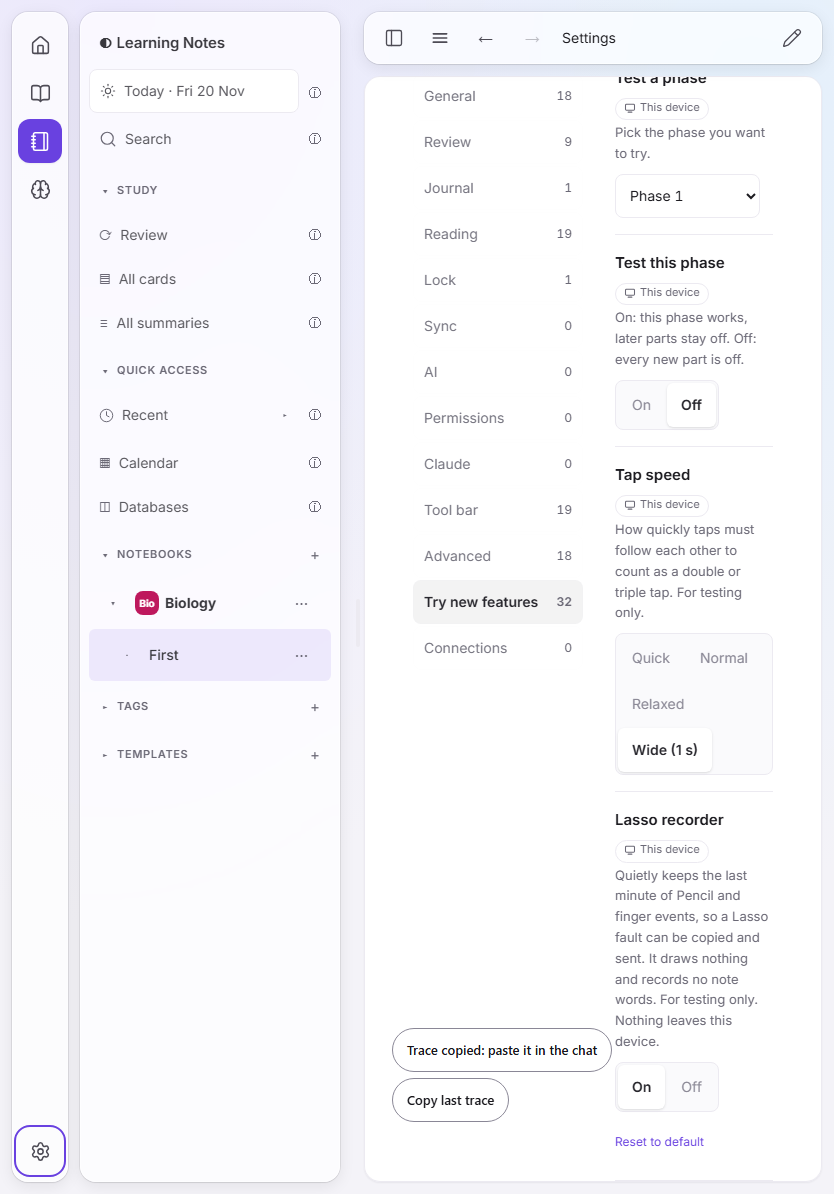 Learning Notes
Today · Fri 20 Nov
Search
STUDY
Review
All cards
All summaries
QUICK ACCESS
Recent
Calendar
Databases
NOTEBOOKS
Bio Biology
First
TAGS
TEMPLATES
Settings
General 18
Review 9
Journal 1
Reading 19
Lock 1
Sync 0
AI 0
Permissions 0
Claude 0
Tool bar 19
Advanced 18
Try new features 32
Connections 0
Test a phase
This device
Pick the phase you want
to try.
Phase 1
Test this phase
This device
On: this phase works,
later parts stay off. Off:
every new part is off.
On Off
Tap speed
This device
How quickly taps must
follow each other to
count as a double or
triple tap. For testing
only.
Quick Normal
Relaxed
Wide (1 s)
Lasso recorder
This device
Quietly keeps the last
minute of Pencil and
finger events, so a Lasso
fault can be copied and
sent. It draws nothing
and records no note
words. For testing only.
Nothing leaves this
device.
On Off
Reset to default
Trace copied: paste it in the chat
Copy last trace